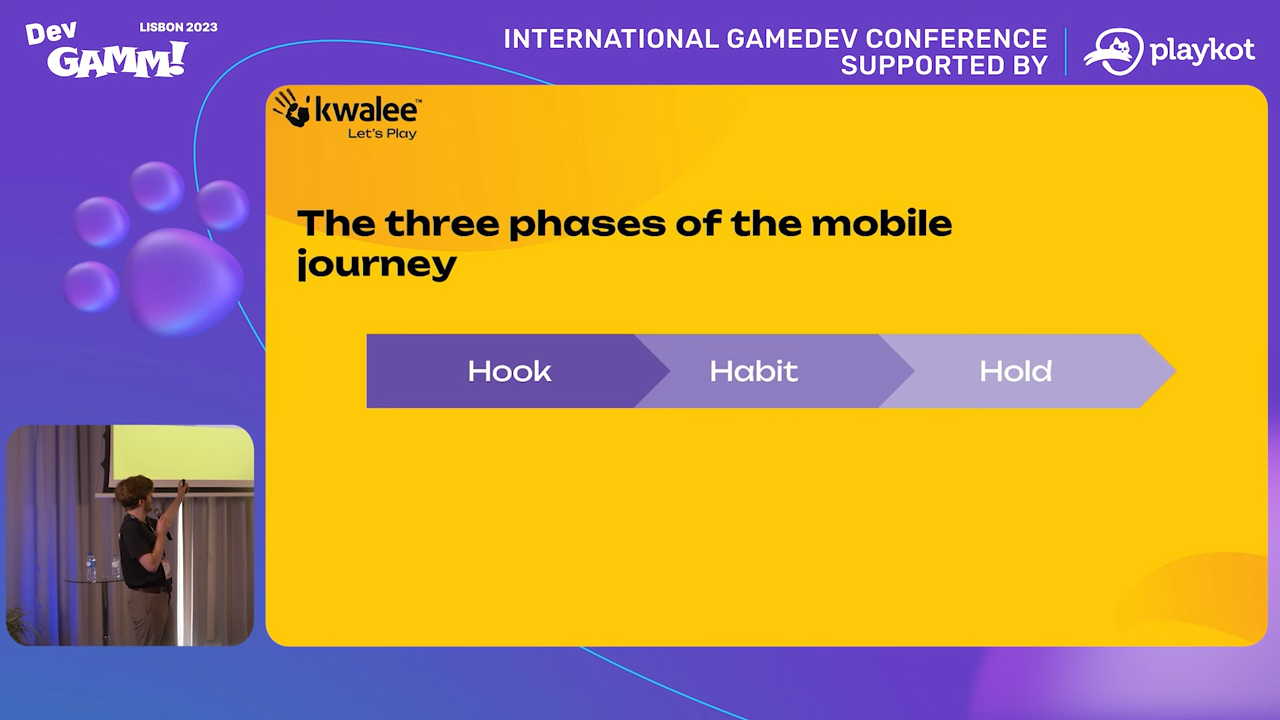 Dev
GAMM!
LISBON 2023
INTERNATIONAL GAMEDEV CONFERENCE
SUPPORTED BY
playkot
kwalee™
Let's Play
The three phases of the mobile
journey
Hook
Habit
Hold